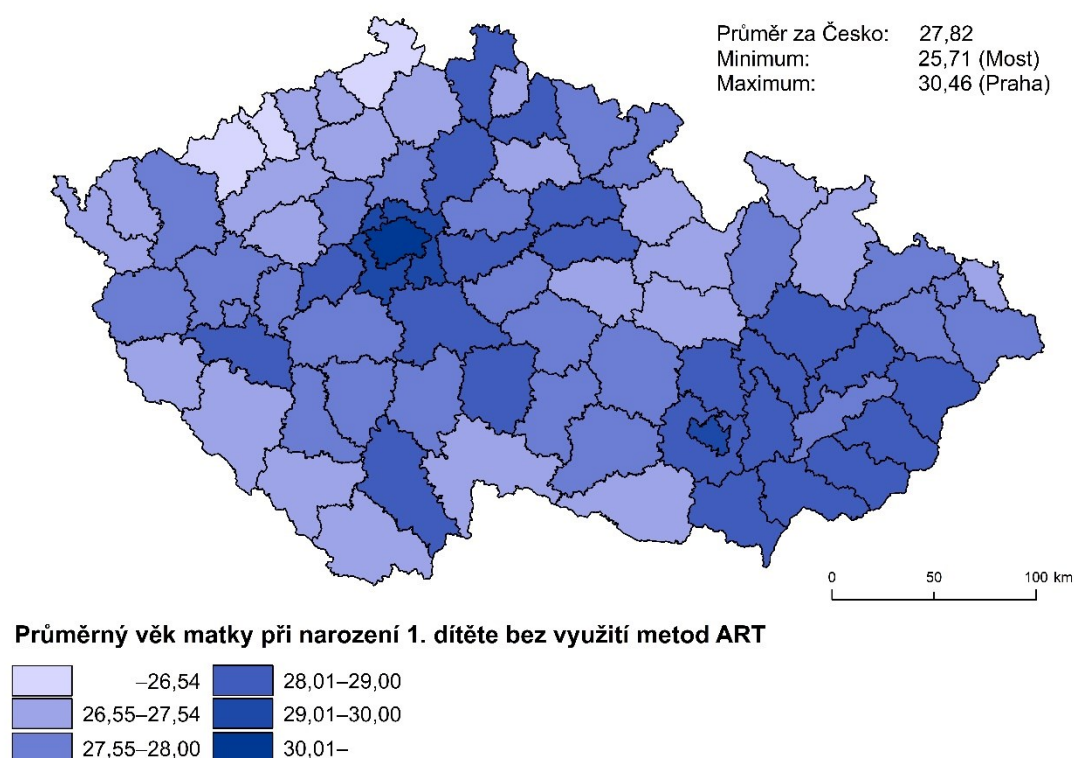 Průměr za Česko: 27,82
Minimum: 25,71 (Most)
Maximum: 30,46 (Praha)
0 50 100 km
Průměrný věk matky při narození 1. dítěte bez využití metod ART
–26,54 28,01–29,00
26,55–27,54 29,01–30,00
27,55–28,00 30,01–